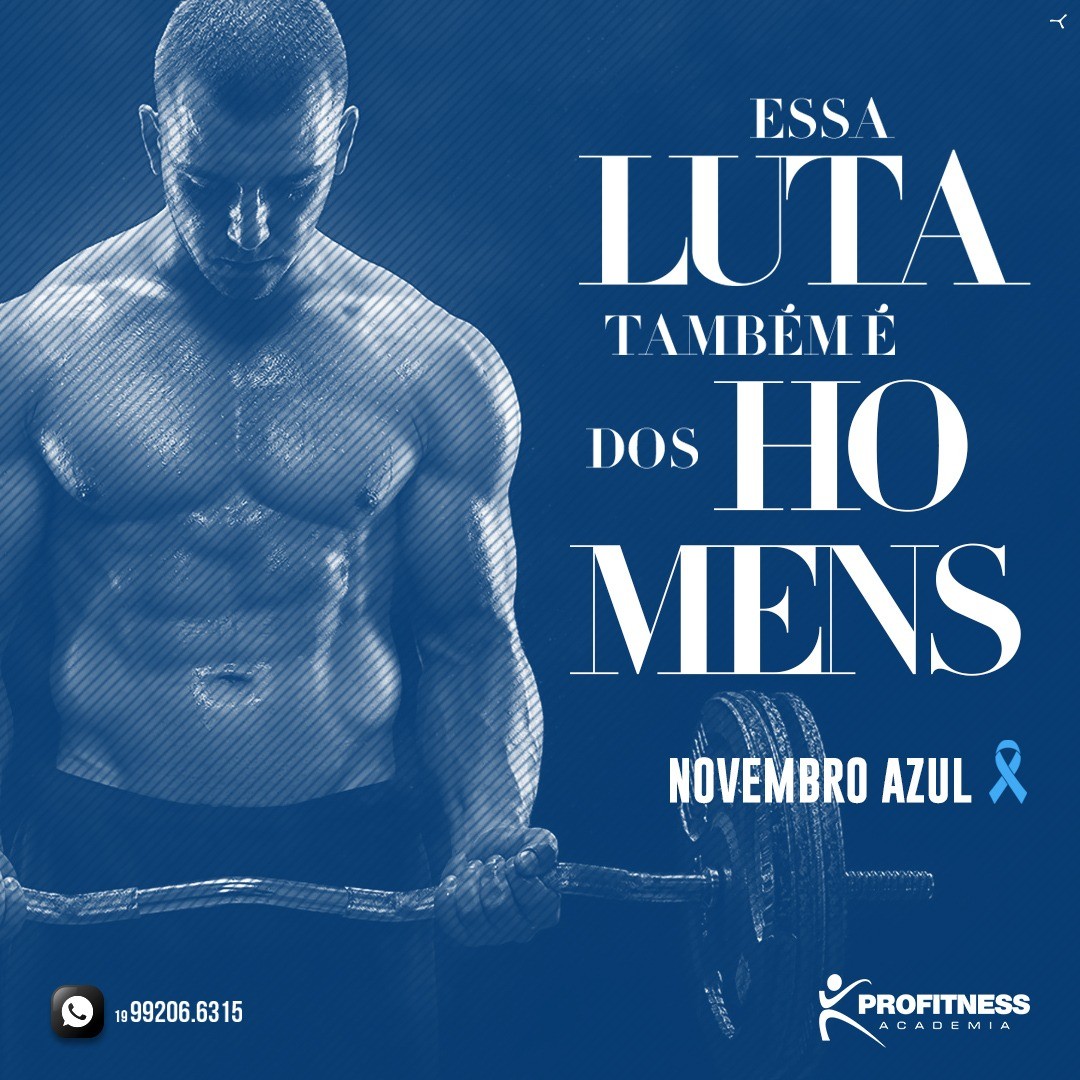 ESSA
LUTA
TAMBÉM É
DOS HO
MENS
NOVEMBRO AZUL
19 99206.6315
PROFITNESS
ACADEMIA